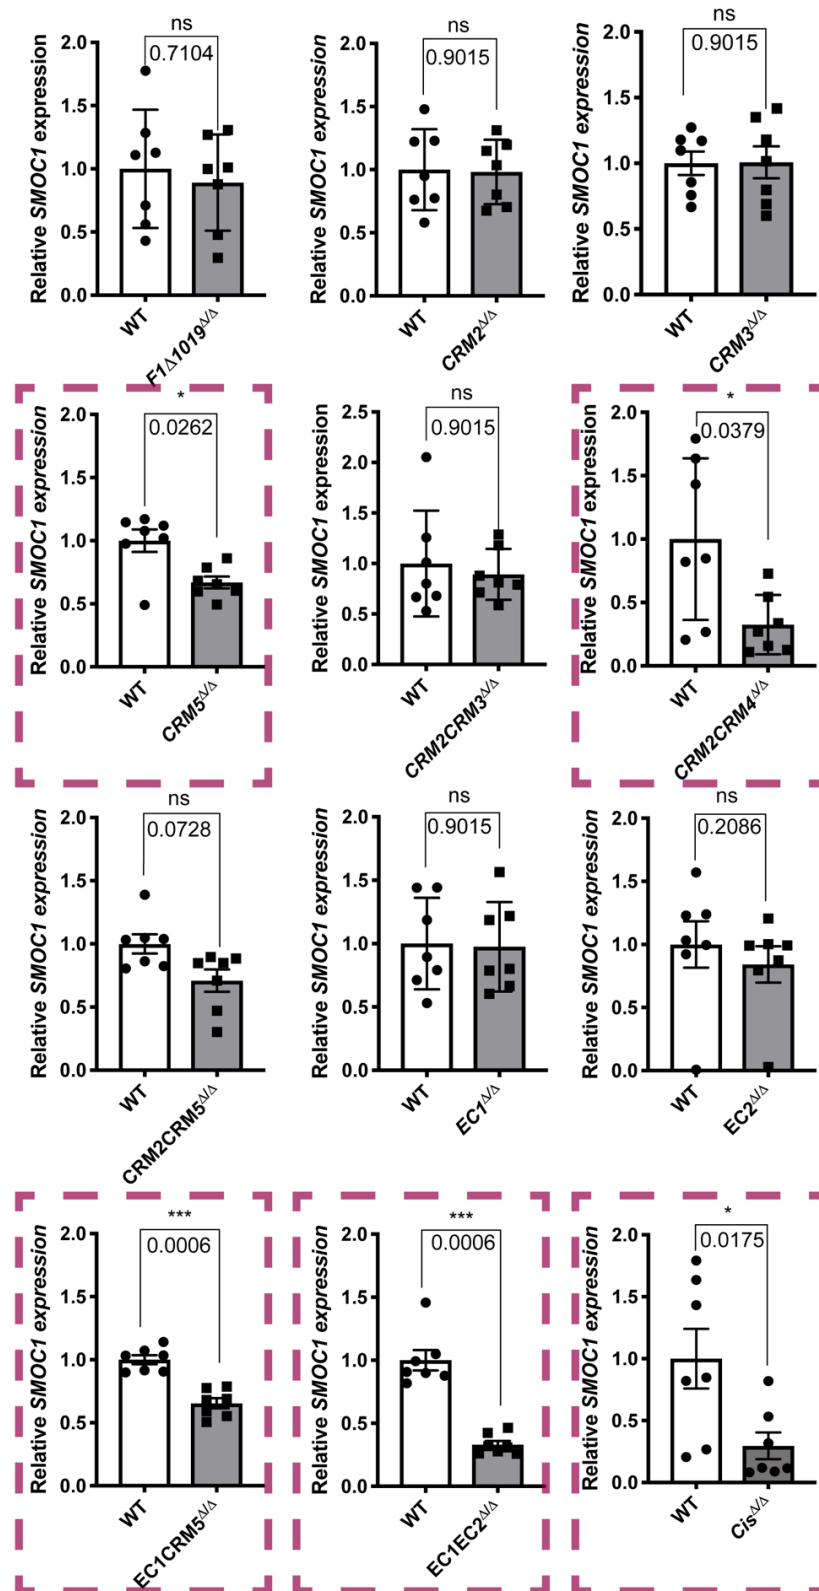 ns
0.7104
Relative SMOC1 expression
2.0
1.5
1.0
0.5
0.0
WT
F1Δ1019Δ/Δ
ns
0.9015
Relative SMOC1 expression
2.0
1.5
1.0
0.5
0.0
WT
CRM2Δ/Δ
ns
0.9015
Relative SMOC1 expression
2.0
1.5
1.0
0.5
0.0
WT
CRM3Δ/Δ
*
0.0262
Relative SMOC1 expression
2.0
1.5
1.0
0.5
0.0
WT
CRM5Δ/Δ
ns
0.9015
Relative SMOC1 expression
2.5
2.0
1.5
1.0
0.5
0.0
WT
CRM2CRM3Δ/Δ
*
0.0379
Relative SMOC1 expression
2.0
1.5
1.0
0.5
0.0
WT
CRM2CRM4Δ/Δ
ns
0.0728
Relative SMOC1 expression
2.0
1.5
1.0
0.5
0.0
WT
CRM2CRM5Δ/Δ
ns
0.9015
Relative SMOC1 expression
2.0
1.5
1.0
0.5
0.0
WT
EC1Δ/Δ
ns
0.2086
Relative SMOC1 expression
2.0
1.5
1.0
0.5
0.0
WT
EC2Δ/Δ
***
0.0006
Relative SMOC1 expression
2.0
1.5
1.0
0.5
0.0
WT
EC1CRM5Δ/Δ
***
0.0006
Relative SMOC1 expression
2.0
1.5
1.0
0.5
0.0
WT
EC1EC2Δ/Δ
*
0.0175
Relative SMOC1 expression
2.0
1.5
1.0
0.5
0.0
WT
CisΔ/Δ